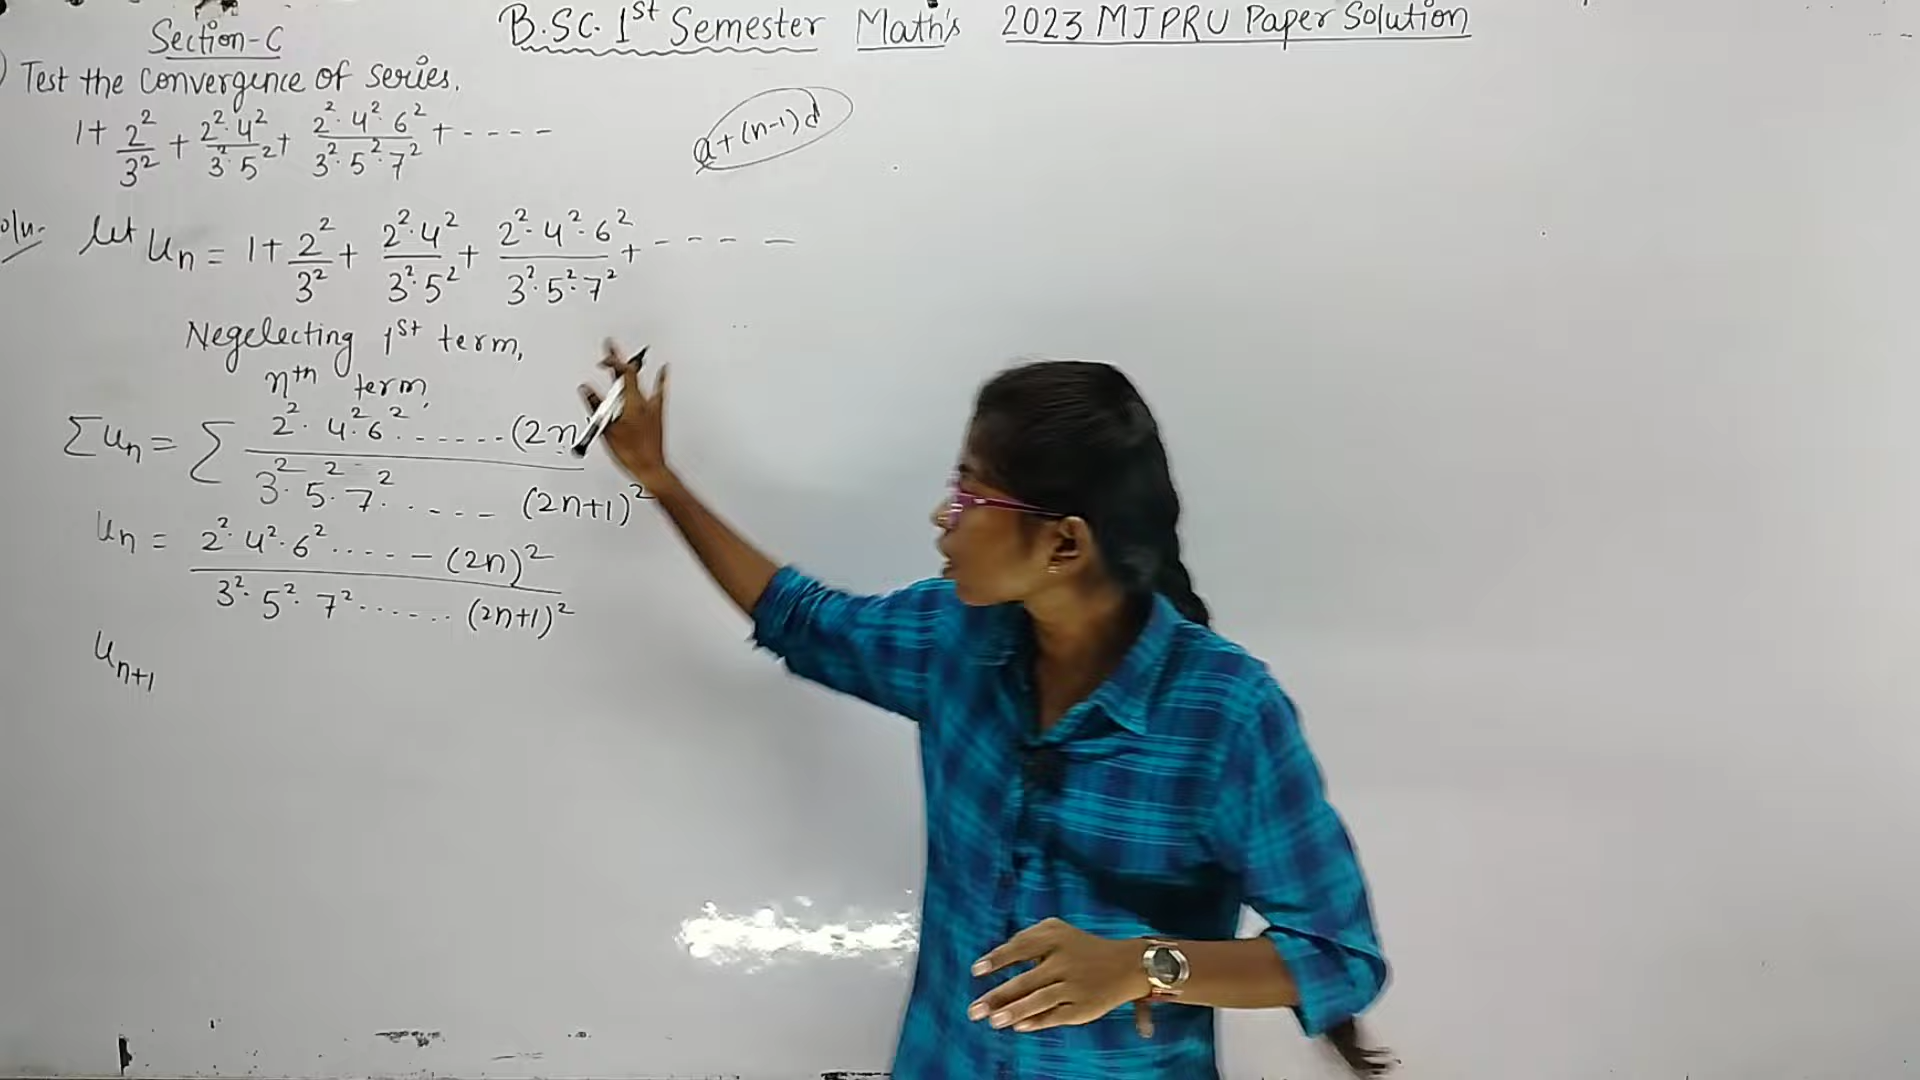 B.SC. 1st Semester Math's 2023 MJPRU Paper Solution
Section-C
Test the convergence of series.
1 + 2²/3² + 2²·4²/3²·5² + 2²·4²·6²/3²·5²·7² + ----
a+(n-1)d
Solu. let Un = 1 + 2²/3² + 2²·4²/3²·5² + 2²·4²·6²/3²·5²·7² + ----
Negelecting 1st term,
nth term,
Σun = Σ 2²·4²·6²......(2n)/3²·5²·7²......(2n+1)²
un = 2²·4²·6².....(2n)²/3²·5²·7²......(2n+1)²
un+1